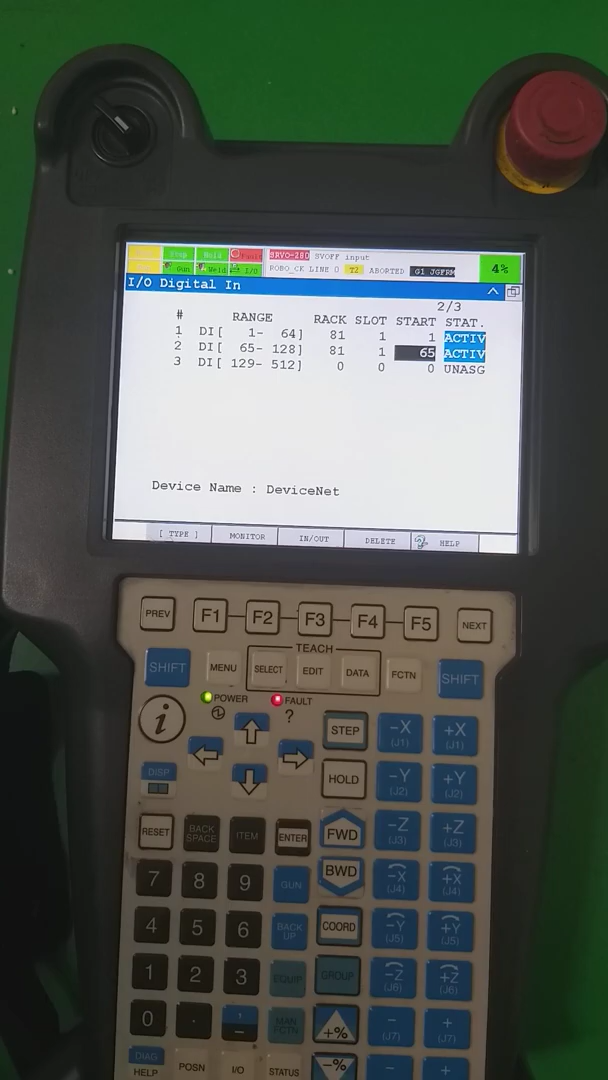 Step Hold Fault SRVO-280 SVOFF input
Gun Weld I/O ROBO_CK LINE 0 T2 ABORTED G1 JGFRM 4%
I/O Digital In
2/3
# RANGE RACK SLOT START STAT.
1 DI[ 1- 64] 81 1 1 ACTIV
2 DI[ 65- 128] 81 1 65 ACTIV
3 DI[ 129- 512] 0 0 0 UNASG
Device Name : DeviceNet
[ TYPE ] MONITOR IN/OUT DELETE HELP
PREV F1 F2 F3 F4 F5 NEXT
TEACH
SHIFT MENU SELECT EDIT DATA FCTN SHIFT
POWER FAULT
i ? STEP -X (J1) +X (J1)
DISP HOLD -Y (J2) +Y (J2)
RESET BACK SPACE ITEM ENTER FWD -Z (J3) +Z (J3)
7 8 9 GUN BWD -X (J4) +X (J4)
4 5 6 BACK UP COORD -Y (J5) +Y (J5)
1 2 3 EQUIP GROUP -Z (J6) +Z (J6)
0 . , - MAN FCTN +% - (J7) + (J7)
DIAG HELP POSN I/O STATUS -% - +